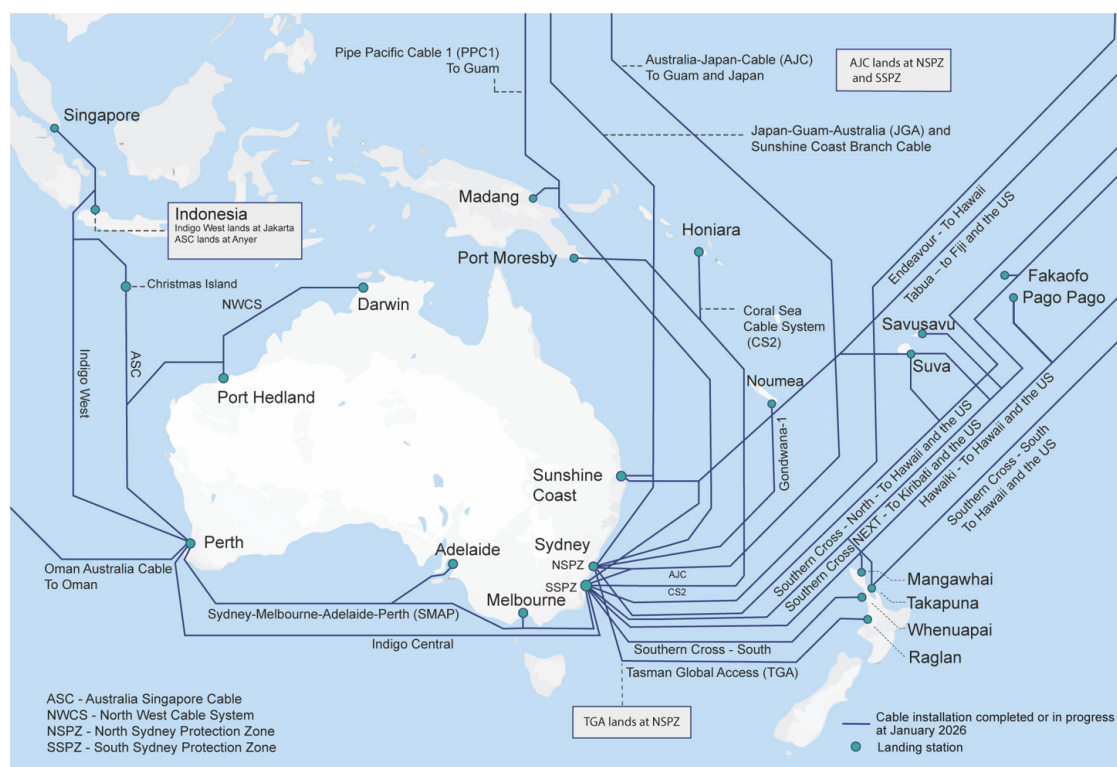 Pipe Pacific Cable 1 (PPC1)
To Guam
Australia-Japan-Cable (AJC)
To Guam and Japan
AJC lands at NSPZ
and SSPZ
Singapore
Japan-Guam-Australia (JGA) and
Sunshine Coast Branch Cable
Madang
Indonesia
Indigo West lands at Jakarta
ASC lands at Anyer
Honiara
Port Moresby
Endeavour - To Hawaii
Tabua – to Fiji and the US
Fakaofo
Pago Pago
Christmas Island
NWCS
Darwin
Coral Sea
Cable System
(CS2)
Savusavu
Suva
Indigo West
ASC
Port Hedland
Noumea
Gondwana-1
Sunshine
Coast
Southern Cross - North - To Hawaii and the US
Southern Cross NEXT - To Kiribati and the US
Hawaiki - To Hawaii and the US
Southern Cross - South
To Hawaii and the US
Perth
Adelaide
Sydney
NSPZ
SSPZ
AJC
CS2
Oman Australia Cable
To Oman
Melbourne
Mangawhai
Takapuna
Whenuapai
Raglan
Sydney-Melbourne-Adelaide-Perth (SMAP)
Indigo Central
Southern Cross - South
Tasman Global Access (TGA)
TGA lands at NSPZ
ASC - Australia Singapore Cable
NWCS - North West Cable System
NSPZ - North Sydney Protection Zone
SSPZ - South Sydney Protection Zone
Cable installation completed or in progress
at January 2026
Landing station